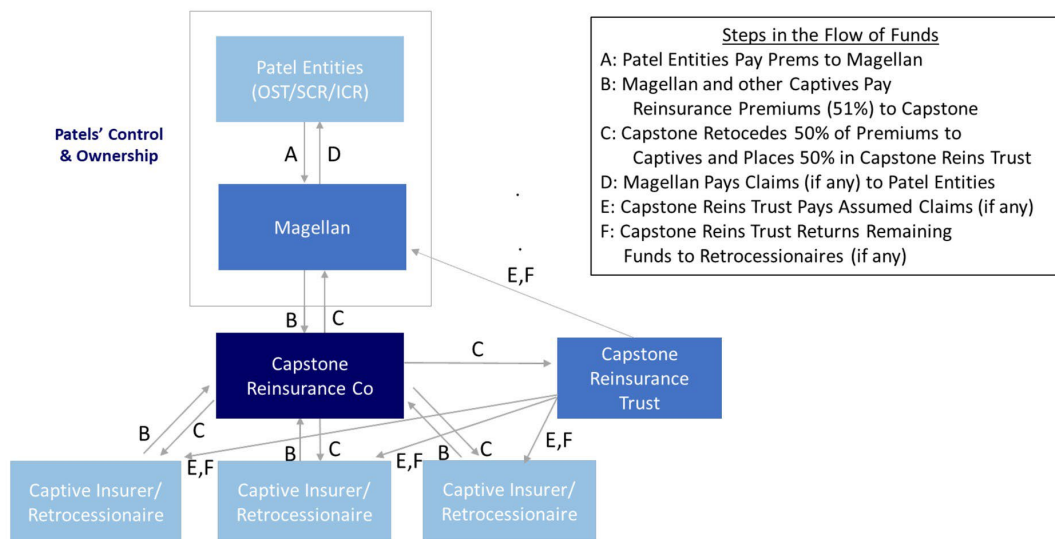 Patel Entities
(OST/SCR/ICR)
Patels' Control
& Ownership
A
D
Magellan
B
C
Capstone
Reinsurance Co
C
Capstone
Reinsurance
Trust
E,F
B
C
B
C
B
C
E,F
E,F
E,F
Captive Insurer/
Retrocessionaire
Captive Insurer/
Retrocessionaire
Captive Insurer/
Retrocessionaire
Steps in the Flow of Funds
A: Patel Entities Pay Prems to Magellan
B: Magellan and other Captives Pay
Reinsurance Premiums (51%) to Capstone
C: Capstone Retocedes 50% of Premiums to
Captives and Places 50% in Capstone Reins Trust
D: Magellan Pays Claims (if any) to Patel Entities
E: Capstone Reins Trust Pays Assumed Claims (if any)
F: Capstone Reins Trust Returns Remaining
Funds to Retrocessionaires (if any)